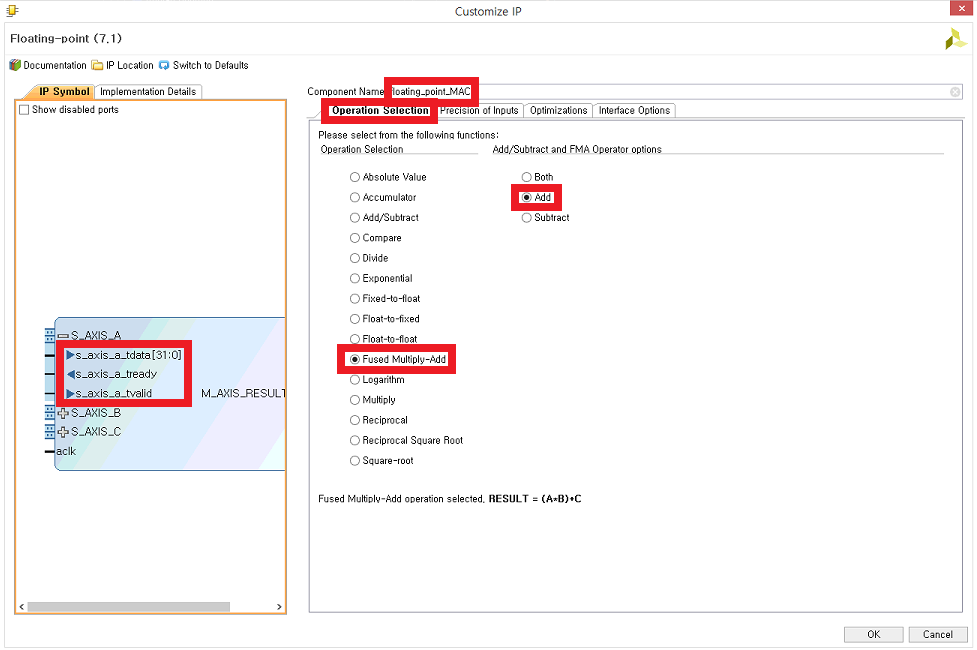 Customize IP
Floating-point (7.1)
Documentation IP Location Switch to Defaults
IP Symbol Implementation Details
Show disabled ports
S_AXIS_A
s_axis_a_tdata[31:0]
s_axis_a_tready
s_axis_a_tvalid
M_AXIS_RESULT
S_AXIS_B
S_AXIS_C
aclk
Component Name floating_point_MAC
Operation Selection Precision of Inputs Optimizations Interface Options
Please select from the following functions:
Operation Selection
Absolute Value
Accumulator
Add/Subtract
Compare
Divide
Exponential
Fixed-to-float
Float-to-fixed
Float-to-float
Fused Multiply-Add
Logarithm
Multiply
Reciprocal
Reciprocal Square Root
Square-root
Add/Subtract and FMA Operator options
Both
Add
Subtract
Fused Multiply-Add operation selected, RESULT = (A*B)+C
OK Cancel